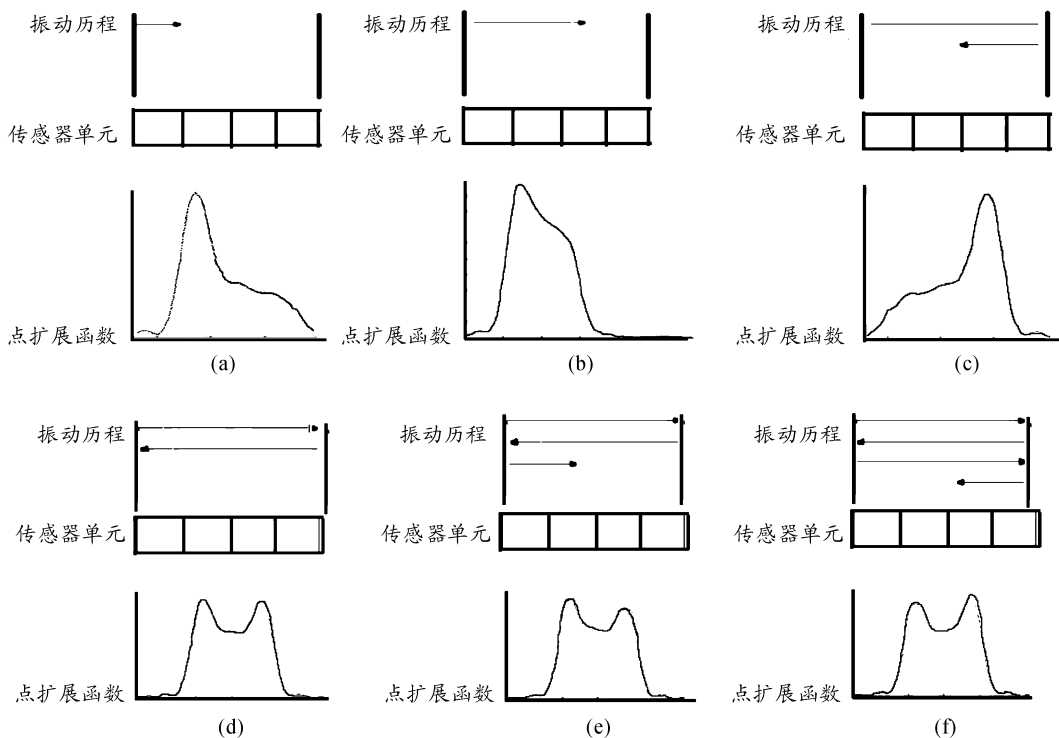 振动历程
振动历程
振动历程
传感器单元
传感器单元
传感器单元
点扩展函数
点扩展函数
点扩展函数
(a)
(b)
(c)
振动历程
振动历程
振动历程
传感器单元
传感器单元
传感器单元
点扩展函数
点扩展函数
点扩展函数
(d)
(e)
(f)